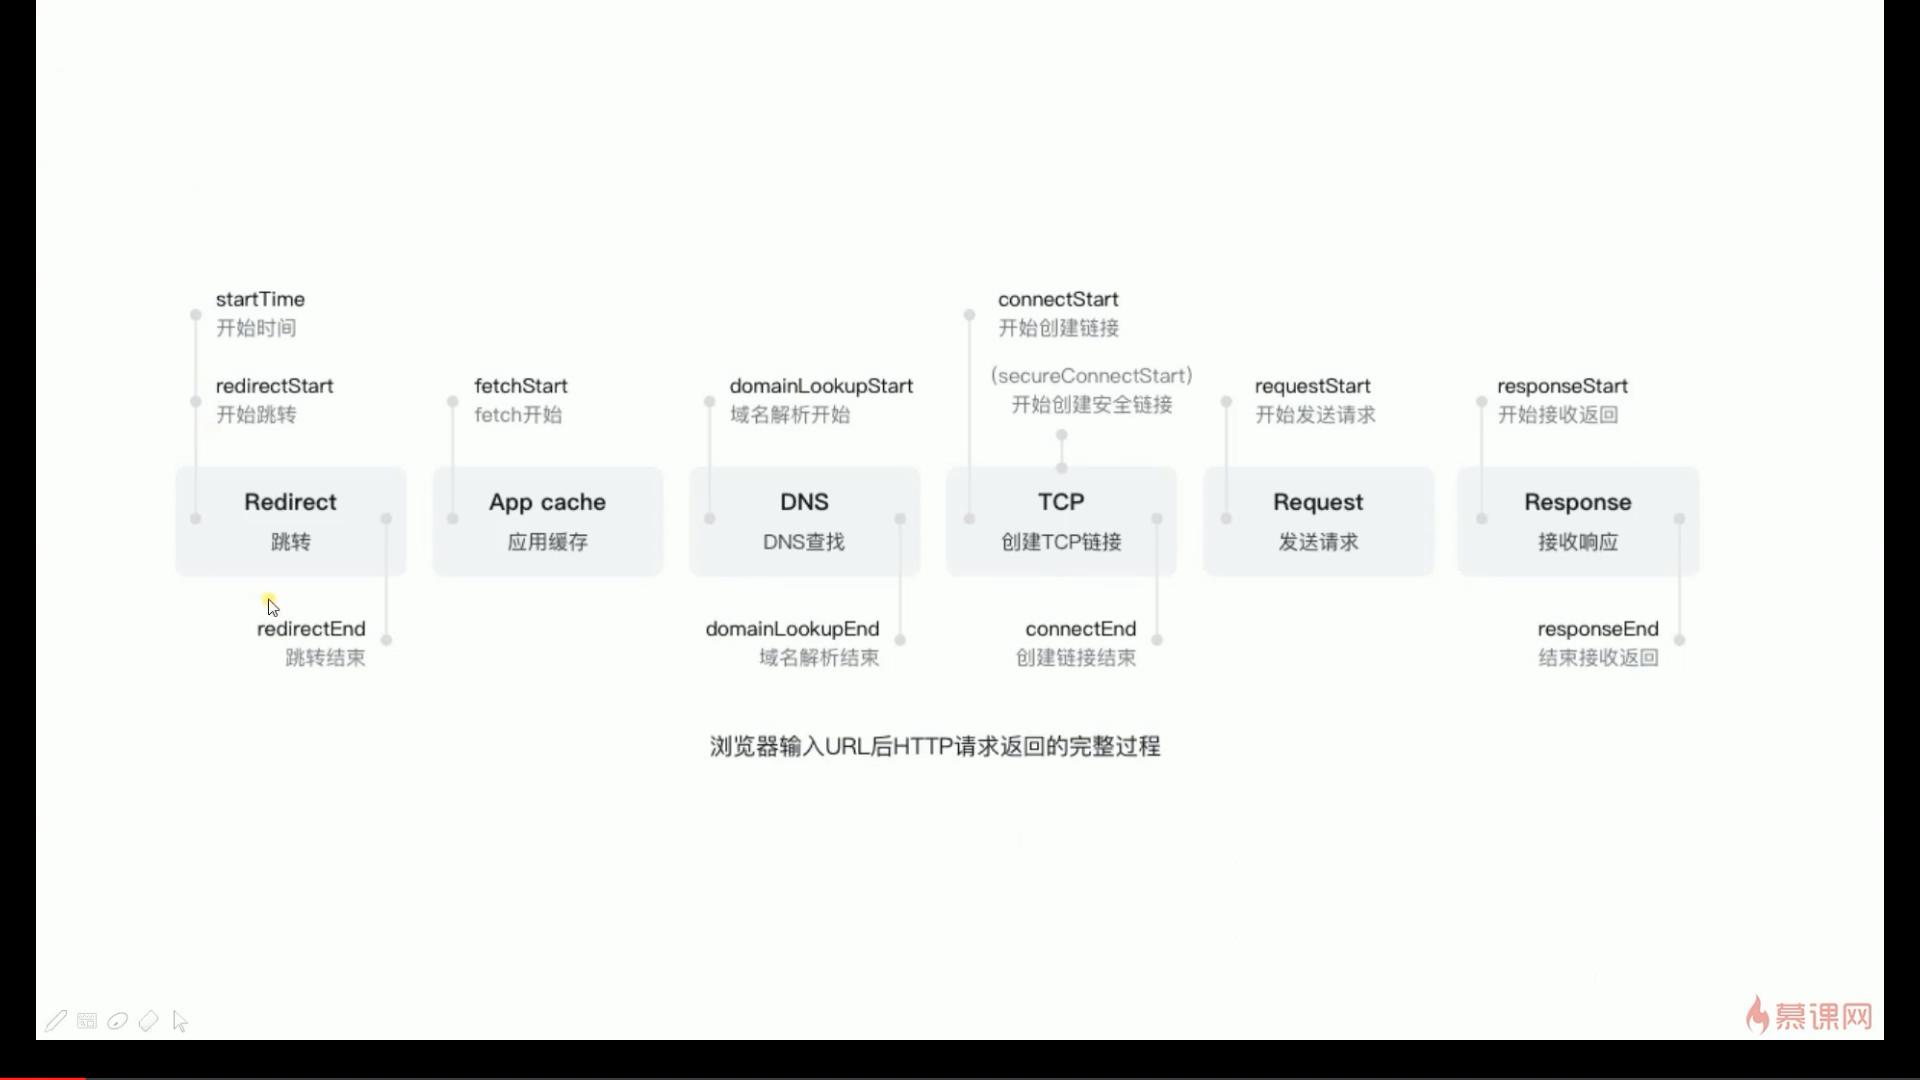 startTime
开始时间
redirectStart
开始跳转
Redirect
跳转
redirectEnd
跳转结束
fetchStart
fetch开始
App cache
应用缓存
domainLookupStart
域名解析开始
DNS
DNS查找
domainLookupEnd
域名解析结束
connectStart
开始创建链接
(secureConnectStart)
开始创建安全链接
TCP
创建TCP链接
connectEnd
创建链接结束
requestStart
开始发送请求
Request
发送请求
responseStart
开始接收返回
Response
接收响应
responseEnd
结束接收返回
浏览器输入URL后HTTP请求返回的完整过程
慕课网